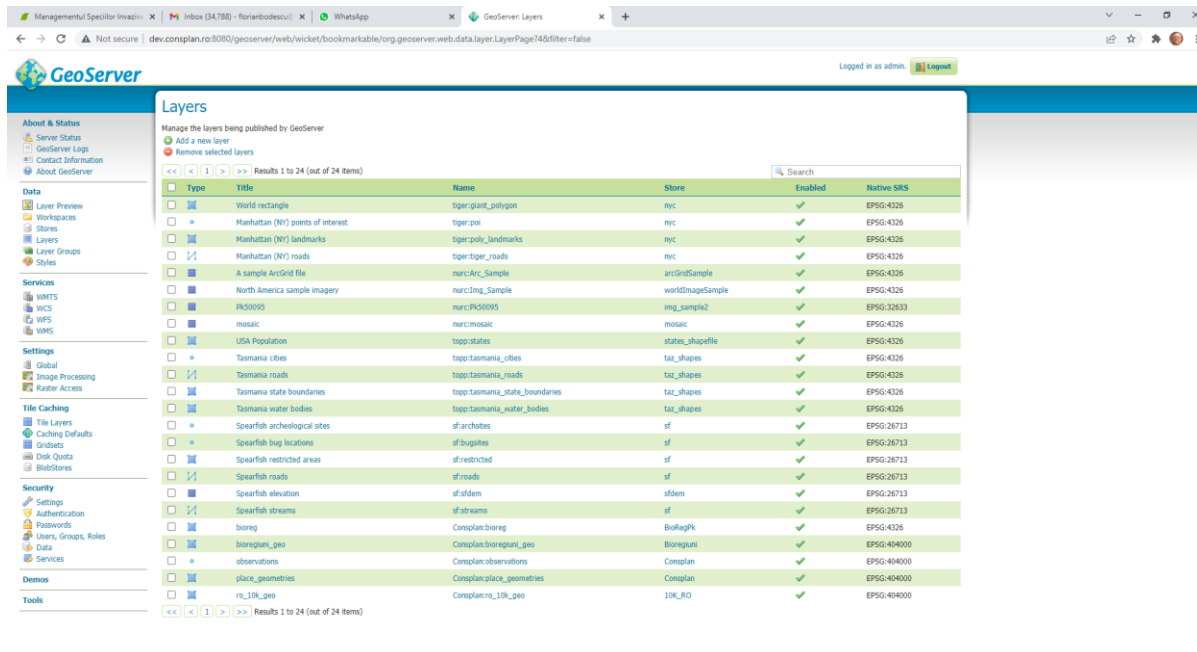 Managementul Speciilor Invaziv
Inbox (34,788) - florianbodescu@
WhatsApp
GeoServer: Layers
Not secure dev.consplan.ro:8080/geoserver/web/wicket/bookmarkable/org.geoserver.web.data.layer.LayerPage?4&filter=false
GeoServer
Logged in as admin. Logout
About & Status
Server Status
GeoServer Logs
Contact Information
About GeoServer
Data
Layer Preview
Workspaces
Stores
Layers
Layer Groups
Styles
Services
WMTS
WCS
WFS
WMS
Settings
Global
Image Processing
Raster Access
Tile Caching
Tile Layers
Caching Defaults
Gridsets
Disk Quota
BlobStores
Security
Settings
Authentication
Passwords
Users, Groups, Roles
Data
Services
Demos
Tools
Layers
Manage the layers being published by GeoServer
Add a new layer
Remove selected layers
<< < 1 > >> Results 1 to 24 (out of 24 items) Search
Type Title Name Store Enabled Native SRS
World rectangle tiger:giant_polygon nyc EPSG:4326
Manhattan (NY) points of interest tiger:poi nyc EPSG:4326
Manhattan (NY) landmarks tiger:poly_landmarks nyc EPSG:4326
Manhattan (NY) roads tiger:tiger_roads nyc EPSG:4326
A sample ArcGrid file nurc:Arc_Sample arcGridSample EPSG:4326
North America sample imagery nurc:Img_Sample worldImageSample EPSG:4326
Pk50095 nurc:Pk50095 img_sample2 EPSG:32633
mosaic nurc:mosaic mosaic EPSG:4326
USA Population topp:states states_shapefile EPSG:4326
Tasmania cities topp:tasmania_cities taz_shapes EPSG:4326
Tasmania roads topp:tasmania_roads taz_shapes EPSG:4326
Tasmania state boundaries topp:tasmania_state_boundaries taz_shapes EPSG:4326
Tasmania water bodies topp:tasmania_water_bodies taz_shapes EPSG:4326
Spearfish archeological sites sf:archsites sf EPSG:26713
Spearfish bug locations sf:bugsites sf EPSG:26713
Spearfish restricted areas sf:restricted sf EPSG:26713
Spearfish roads sf:roads sf EPSG:26713
Spearfish elevation sf:sfdem sfdem EPSG:26713
Spearfish streams sf:streams sf EPSG:26713
bioreg Consplan:bioreg BioRegPk EPSG:4326
bioregiuni_geo Consplan:bioregiuni_geo Bioregiuni EPSG:404000
observations Consplan:observations Consplan EPSG:404000
place_geometries Consplan:place_geometries Consplan EPSG:404000
ro_10k_geo Consplan:ro_10k_geo 10K_RO EPSG:404000
<< < 1 > >> Results 1 to 24 (out of 24 items)